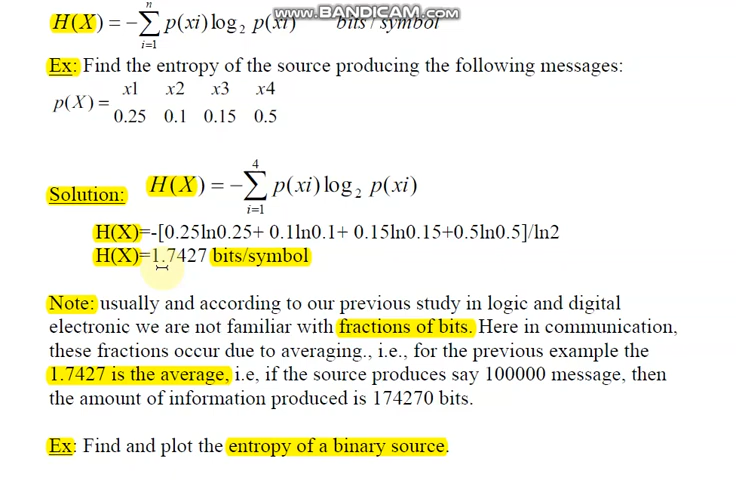 www.BANDICAM.com
n
H(X) = −∑ p(xi) log2 p(xi) bits / symbol
i=1
Ex: Find the entropy of the source producing the following messages:
x1 x2 x3 x4
p(X) =
0.25 0.1 0.15 0.5
4
Solution: H(X) = −∑ p(xi) log2 p(xi)
i=1
H(X)=-[0.25ln0.25+ 0.1ln0.1+ 0.15ln0.15+0.5ln0.5]/ln2
H(X)=1.7427 bits/symbol
Note: usually and according to our previous study in logic and digital
electronic we are not familiar with fractions of bits. Here in communication,
these fractions occur due to averaging., i.e., for the previous example the
1.7427 is the average, i.e, if the source produces say 100000 message, then
the amount of information produced is 174270 bits.
Ex: Find and plot the entropy of a binary source.